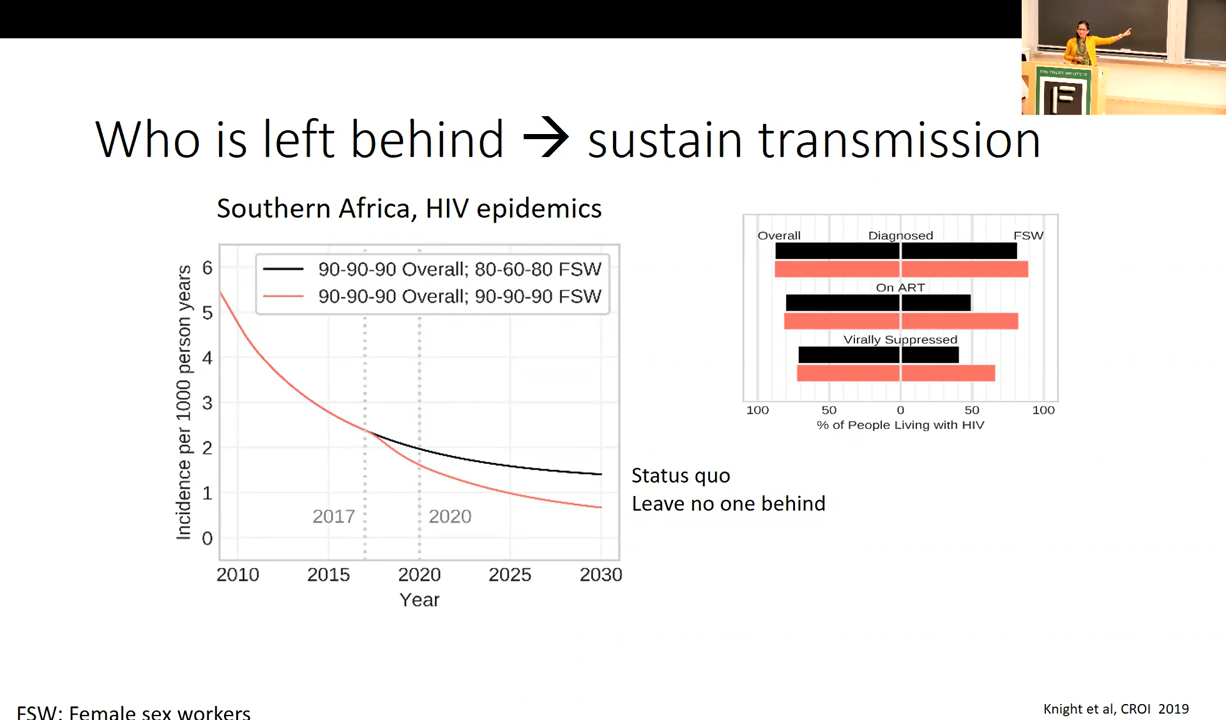 Who is left behind → sustain transmission
Southern Africa, HIV epidemics
Incidence per 1000 person years
6
5
4
3
2
1
0
90-90-90 Overall; 80-60-80 FSW
90-90-90 Overall; 90-90-90 FSW
2017
2020
2010
2015
2020
2025
2030
Year
Overall
Diagnosed
FSW
On ART
Virally Suppressed
100
50
0
50
100
% of People Living with HIV
Status quo
Leave no one behind
FSW: Female sex workers
Knight et al, CROI 2019